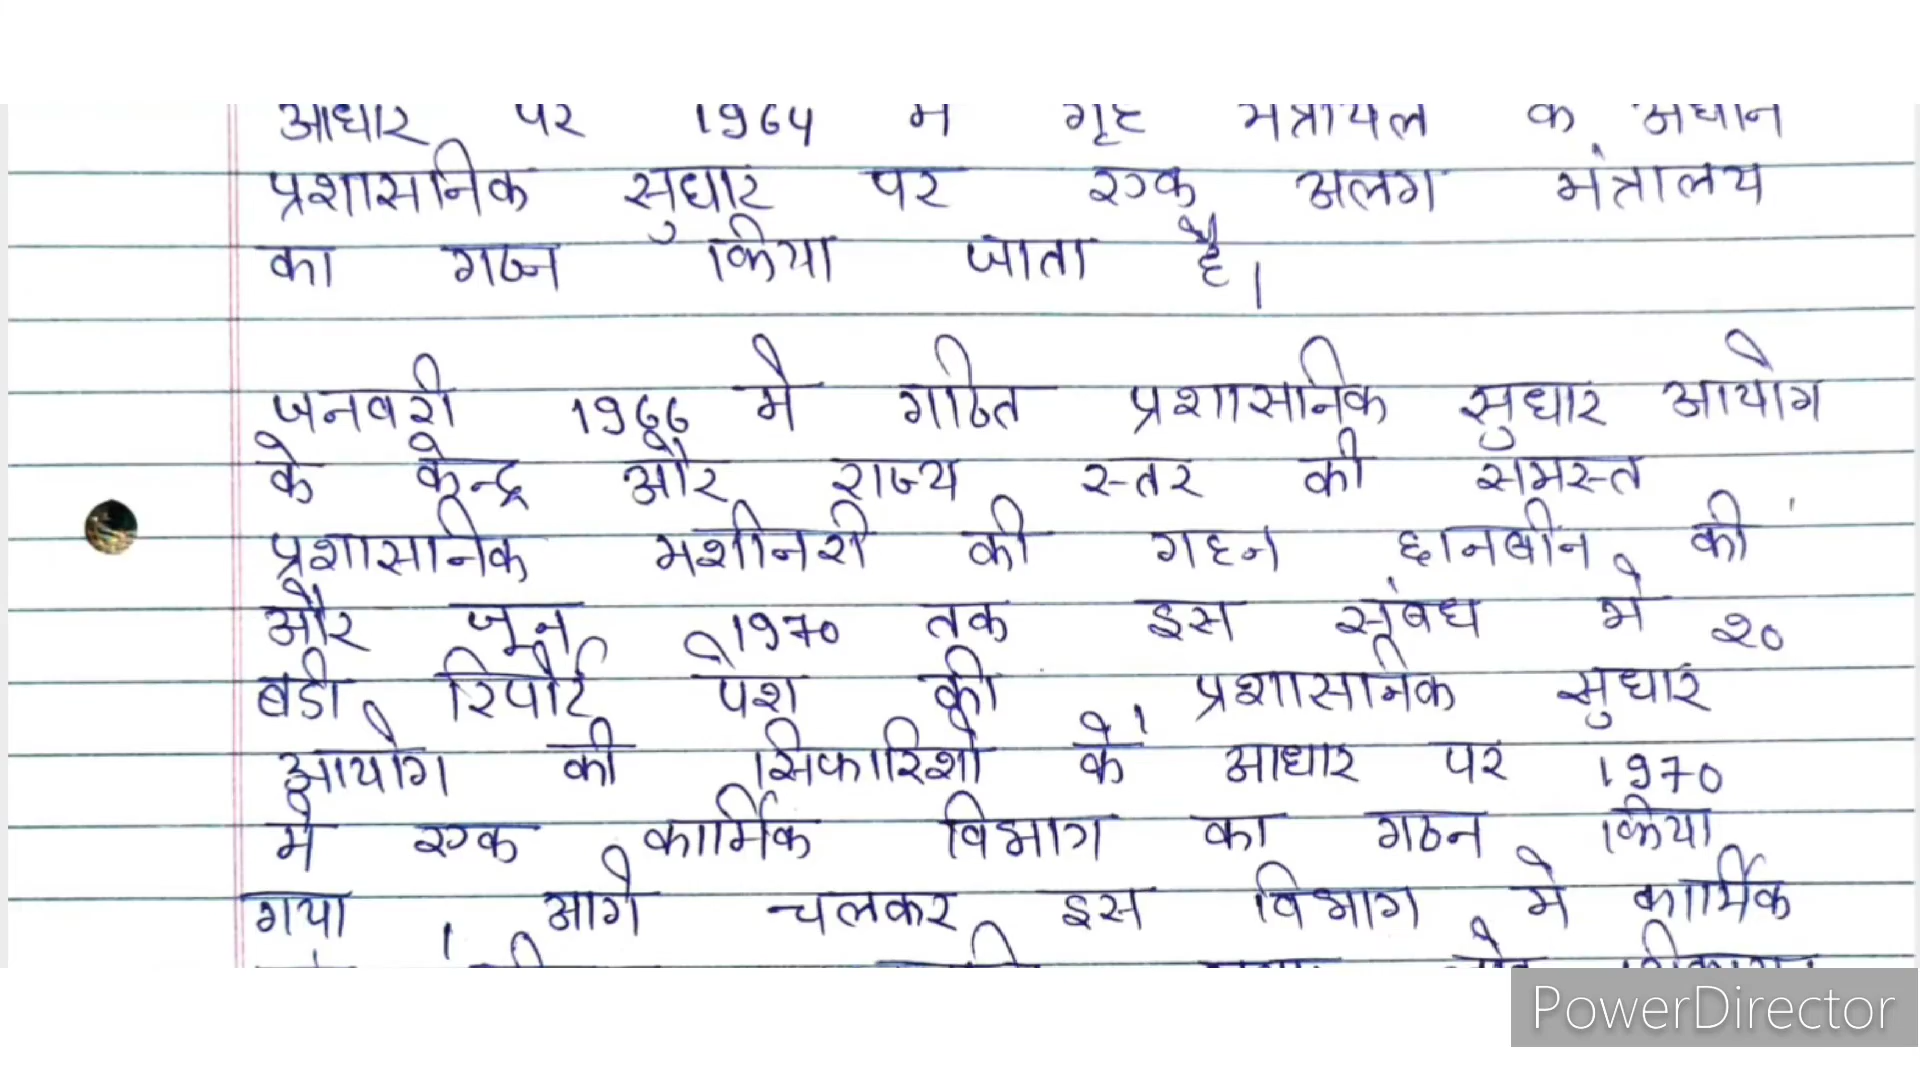 आधार पर 1964 में गृह मंत्रायल के अधीन
प्रशासनिक सुधार पर एक अलग मंत्रालय
का गठन किया जाता है।
जनवरी 1966 मे गठित प्रशासनिक सुधार आयोग
के केन्द्र और राज्य स्तर की समस्त
प्रशासनिक मशीनरी की गहन छानबीन की
और जून 1970 तक इस संबंध मे २०
बडी रिपोर्ट पेश की । प्रशासनिक सुधार
आयोग की सिफारिशो के आधार पर 1970
मे एक कार्मिक विभाग का गठन किया
गया । आगे चलकर इस विभाग मे कार्मिक
PowerDirector